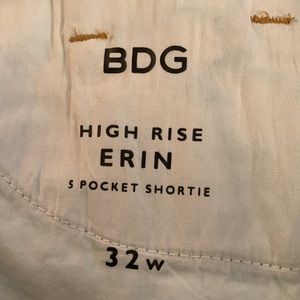 BDG
HIGH RISE
ERIN
5 POCKET SHORTIE
32W